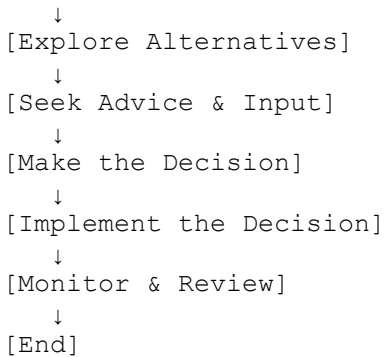 ↓
[Explore Alternatives]
↓
[Seek Advice & Input]
↓
[Make the Decision]
↓
[Implement the Decision]
↓
[Monitor & Review]
↓
[End]